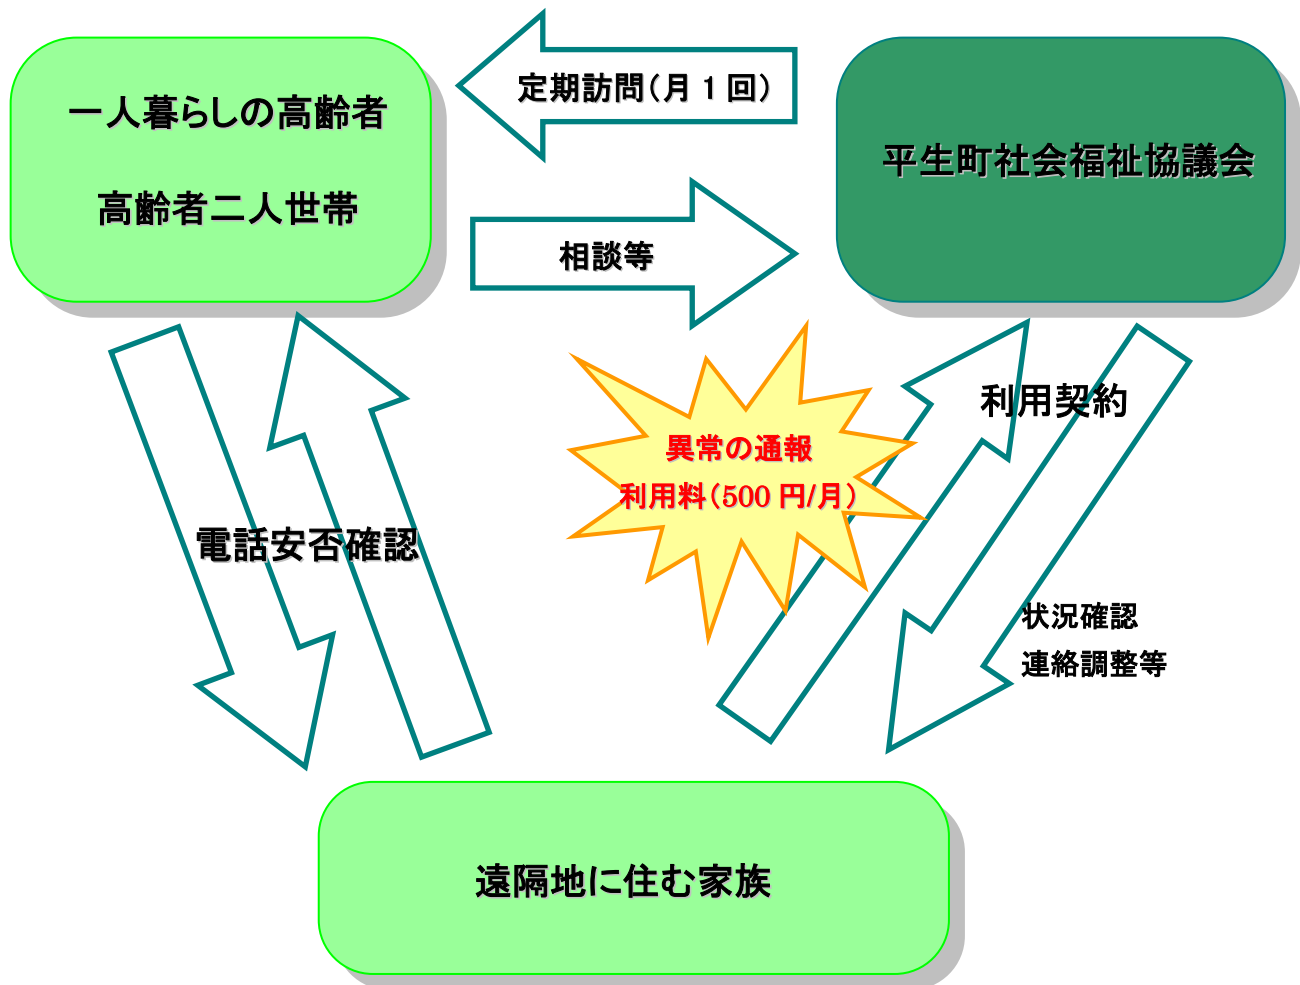 一人暮らしの高齢者
高齢者二人世帯
定期訪問（月１回）
平生町社会福祉協議会
相談等
利用契約
異常の通報
利用料（500円/月）
電話安否確認
状況確認
連絡調整等
遠隔地に住む家族